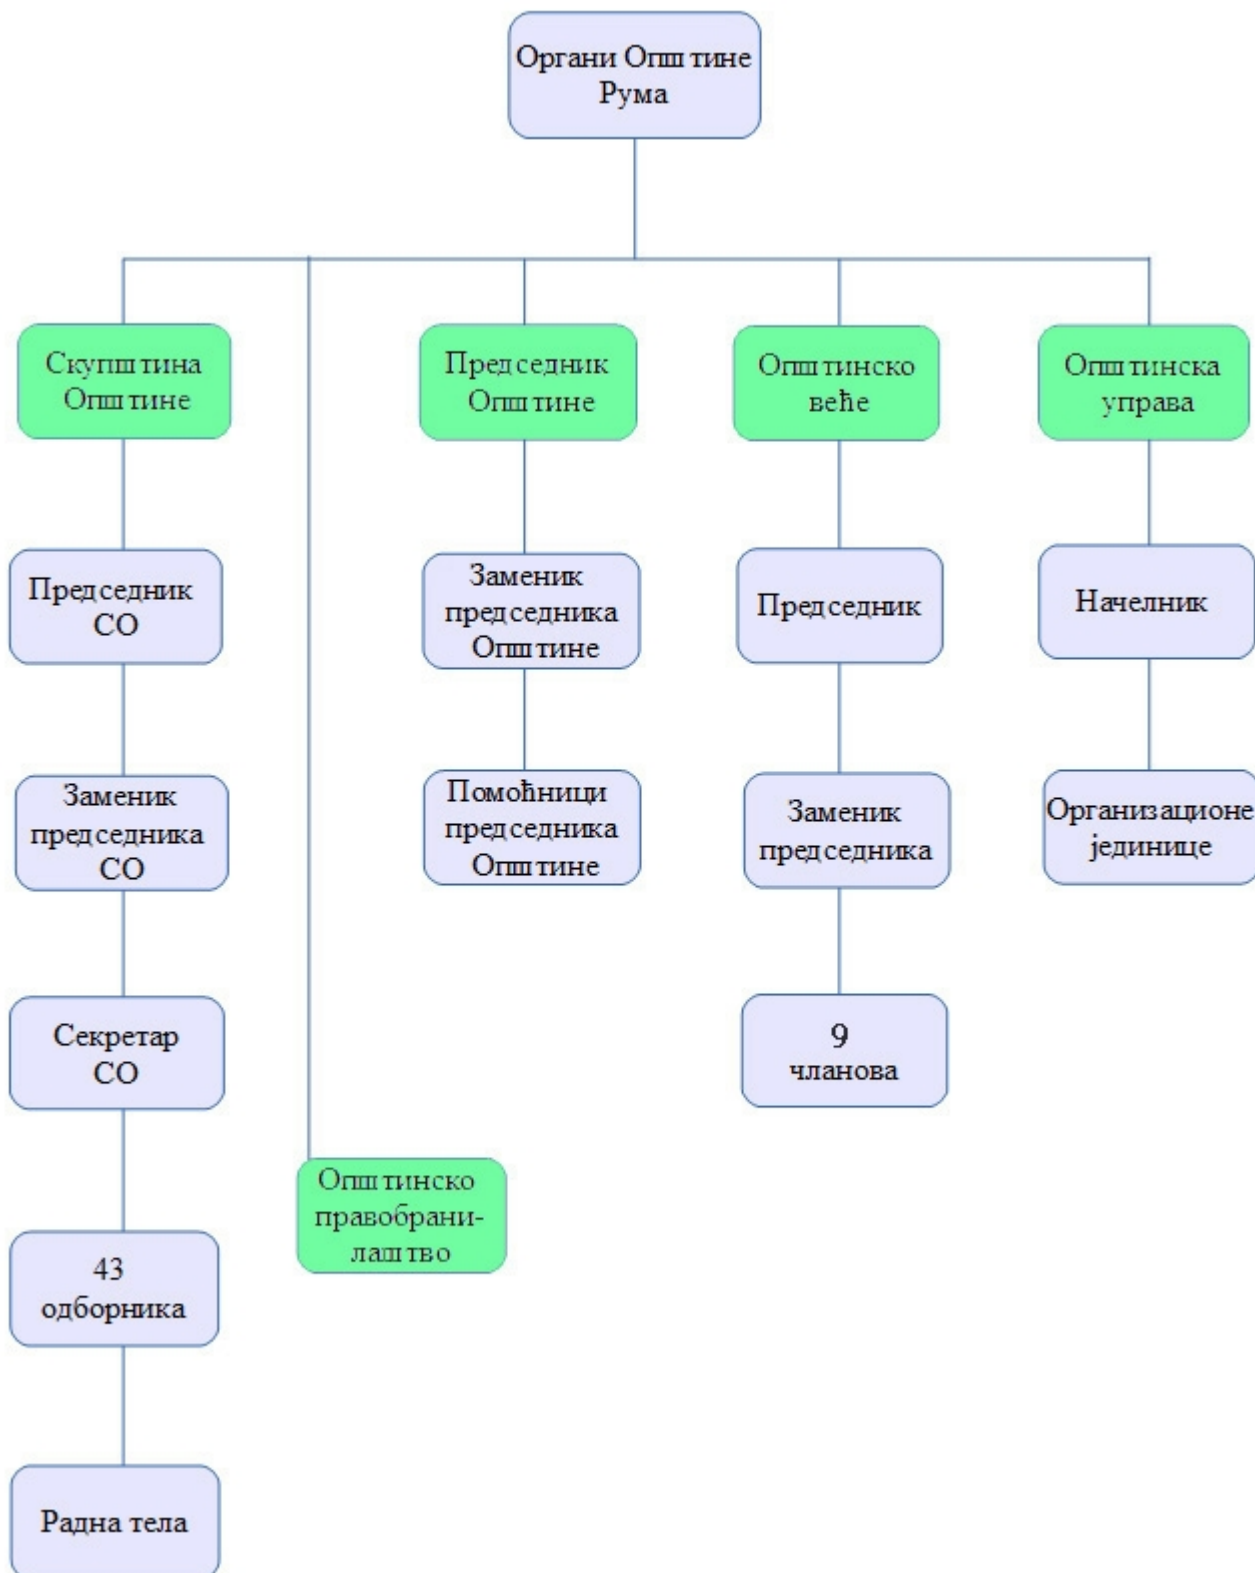 Органи Општине
Рума
Скупштина
Општине
Председник
Општине
Општинско
веће
Општинска
управа
Председник
СО
Заменик
председника
Општине
Председник
Начелник
Заменик
председника
СО
Помоћници
председника
Општине
Заменик
председника
Организационе
јединице
Секретар
СО
9
чланова
Општинско
правобрани-
лаштво
43
одборника
Радна тела